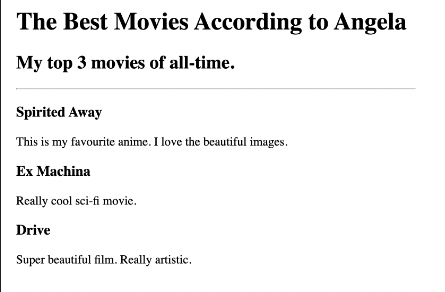 The Best Movies According to Angela
My top 3 movies of all-time.
Spirited Away
This is my favourite anime. I love the beautiful images.
Ex Machina
Really cool sci-fi movie.
Drive
Super beautiful film. Really artistic.